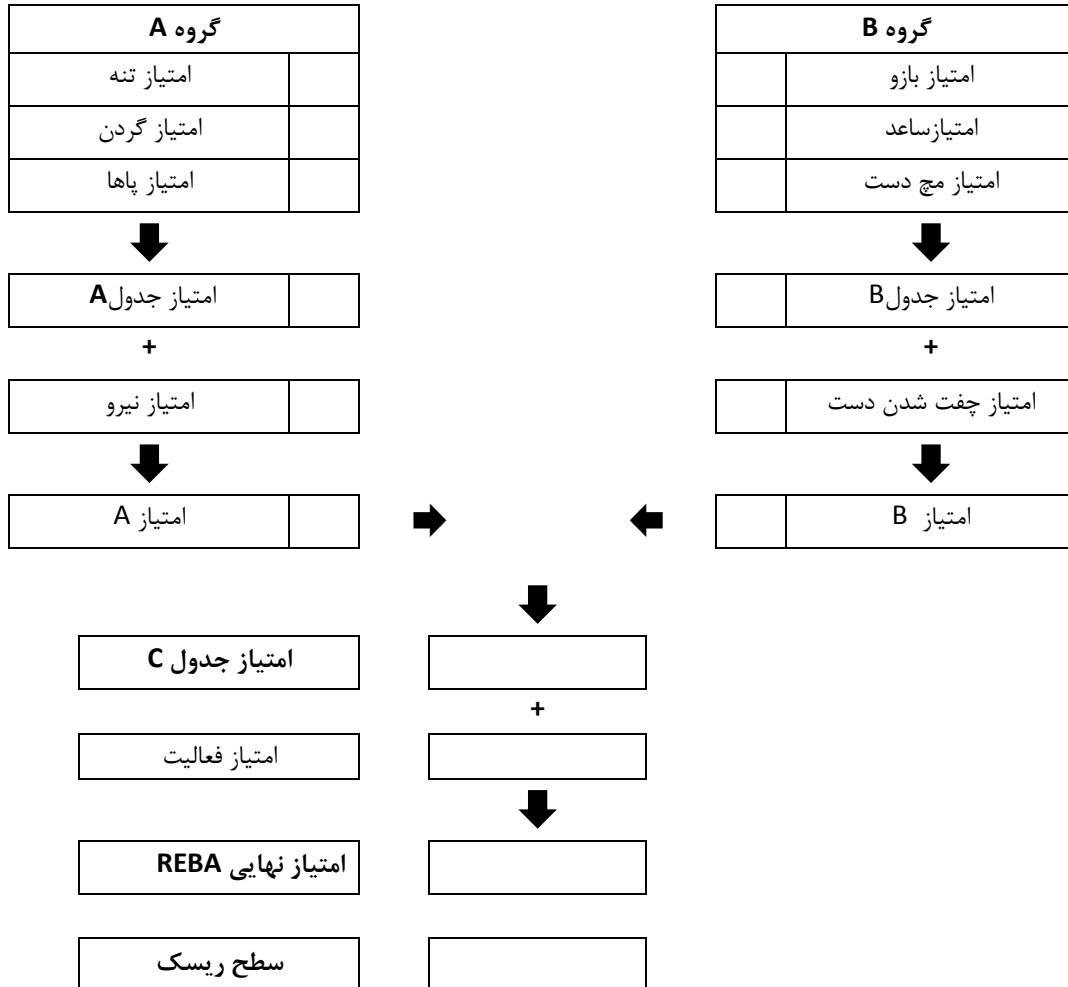 گروه A
امتیاز تنه
امتیاز گردن
امتیاز پاها
امتیاز جدولA
+
امتیاز نیرو
امتیاز A
گروه B
امتیاز بازو
امتیازساعد
امتیاز مچ دست
امتیاز جدولB
+
امتیاز چفت شدن دست
امتیاز B
امتیاز جدول C
+
امتیاز فعالیت
امتیاز نهایی REBA
سطح ریسک